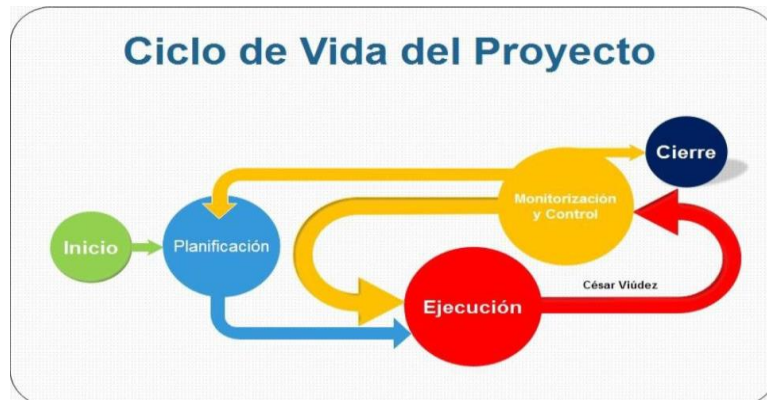 Ciclo de Vida del Proyecto
Cierre
Monitorización
y Control
Inicio
Planificación
César Viúdez
Ejecución